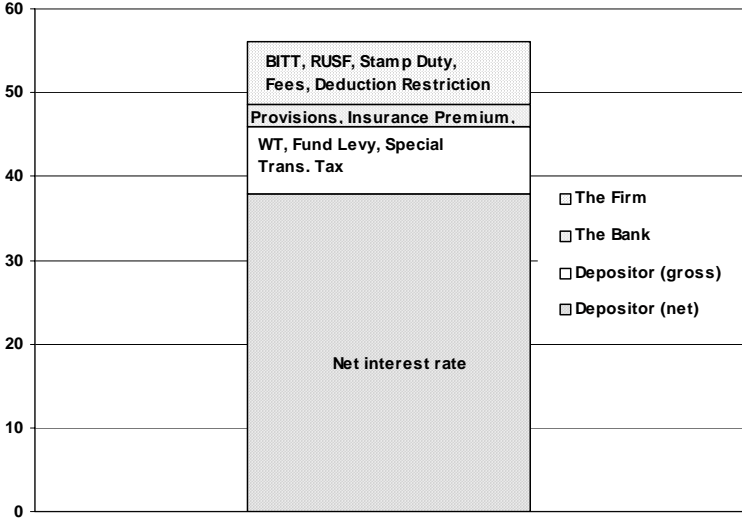 60
50
40
30
20
10
0
BITT, RUSF, Stamp Duty,
Fees, Deduction Restriction
Provisions, Insurance Premium,
WT, Fund Levy, Special
Trans. Tax
Net interest rate
The Firm
The Bank
Depositor (gross)
Depositor (net)